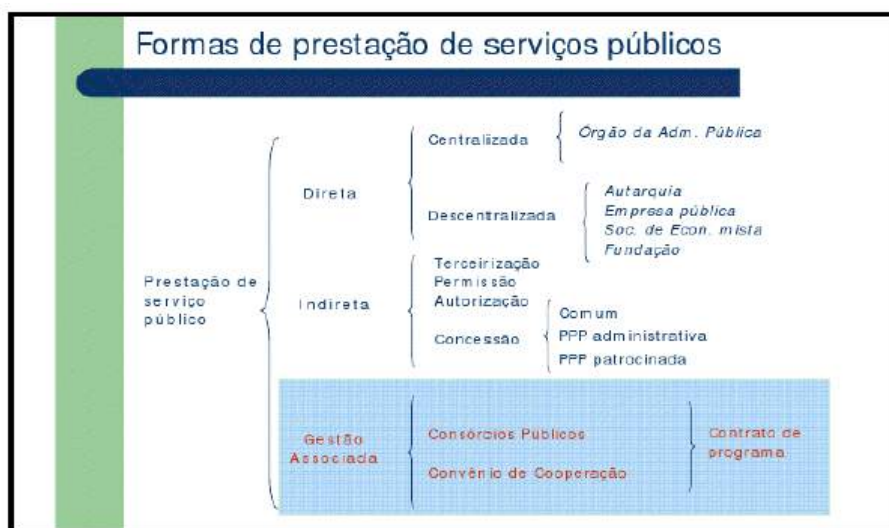 Formas de prestação de serviços públicos
Centralizada
Órgão da Adm. Pública
Direta
Descentralizada
Autarquia
Empresa pública
Soc. de Econ. mista
Fundação
Prestação de
serviço
público
Indireta
Terceirização
Permissão
Autorização
Concessão
Comum
PPP administrativa
PPP patrocinada
Gestão
Associada
Consórcios Públicos
Convênio de Cooperação
Contrato de
programa